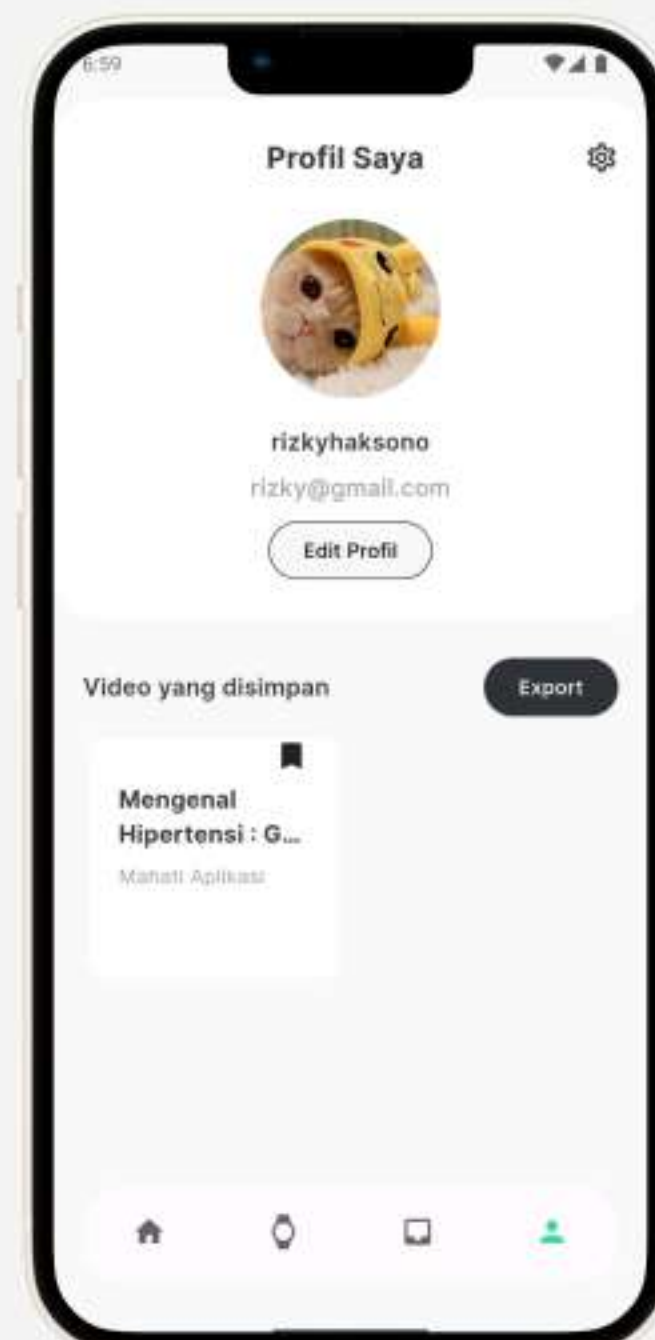 6:59
Profil Saya
rizkyhaksono
rizky@gmail.com
Edit Profil
Video yang disimpan
Export
Mengenal
Hipertensi : G...
Mahati Aplikasi